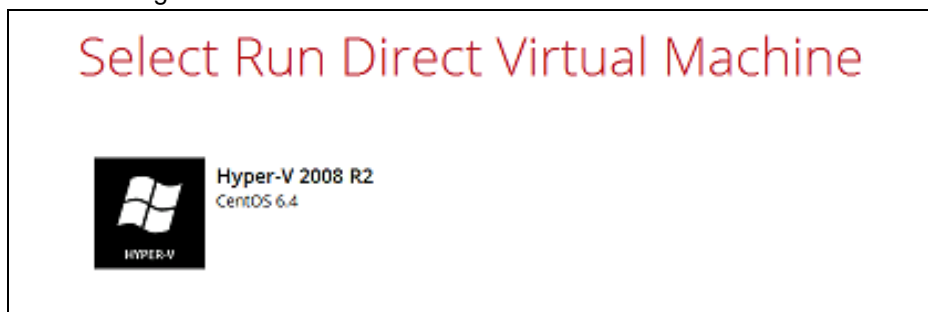 Select Run Direct Virtual Machine
Hyper-V 2008 R2
CentOS 6.4
HYPER-V